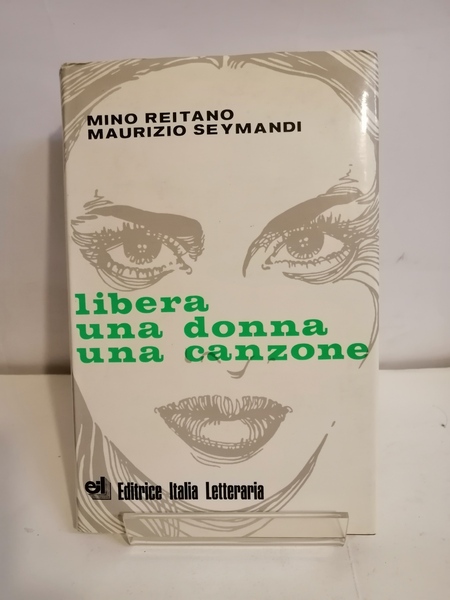 MINO REITANO
MAURIZIO SEYMANDI
libera
una donna
una canzone
eil Editrice Italia Letteraria